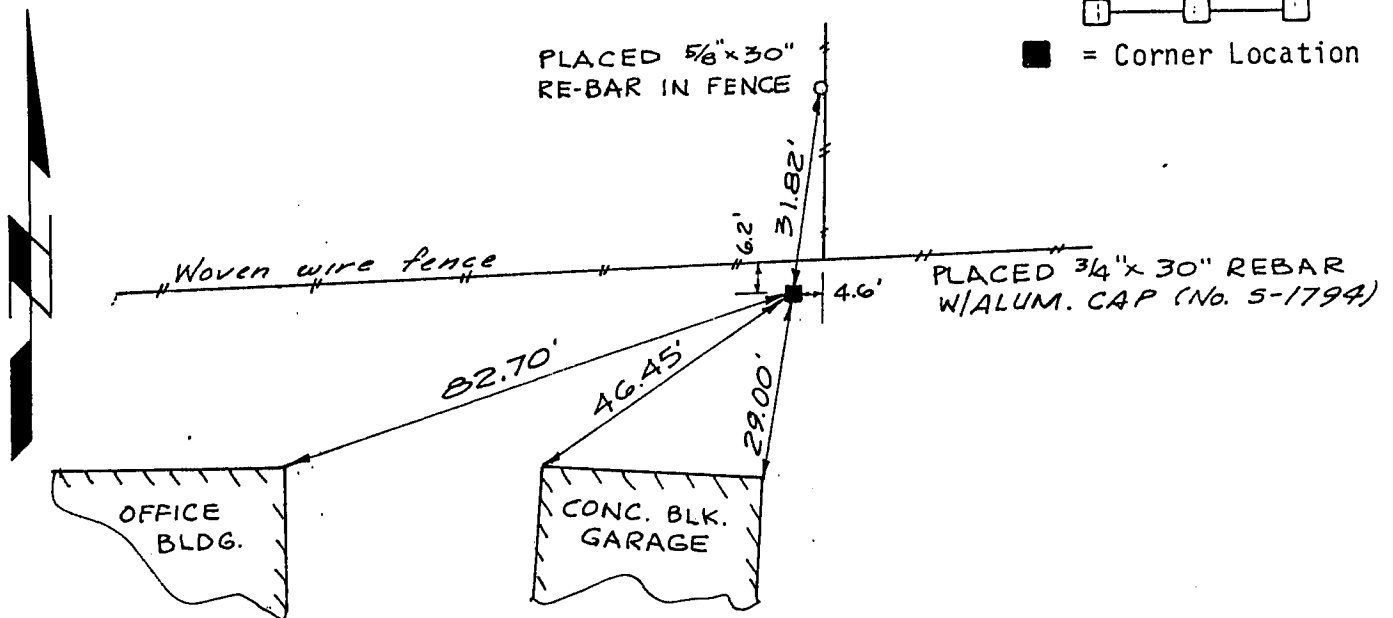 = Corner Location
PLACED 5/8"x30"
RE-BAR IN FENCE
31.82'
6.2'
Woven wire fence
4.6'
PLACED 3/4"x 30" REBAR
W/ALUM. CAP (No. S-1794)
82.70'
46.45'
29.00'
OFFICE
BLDG.
CONC. BLK.
GARAGE